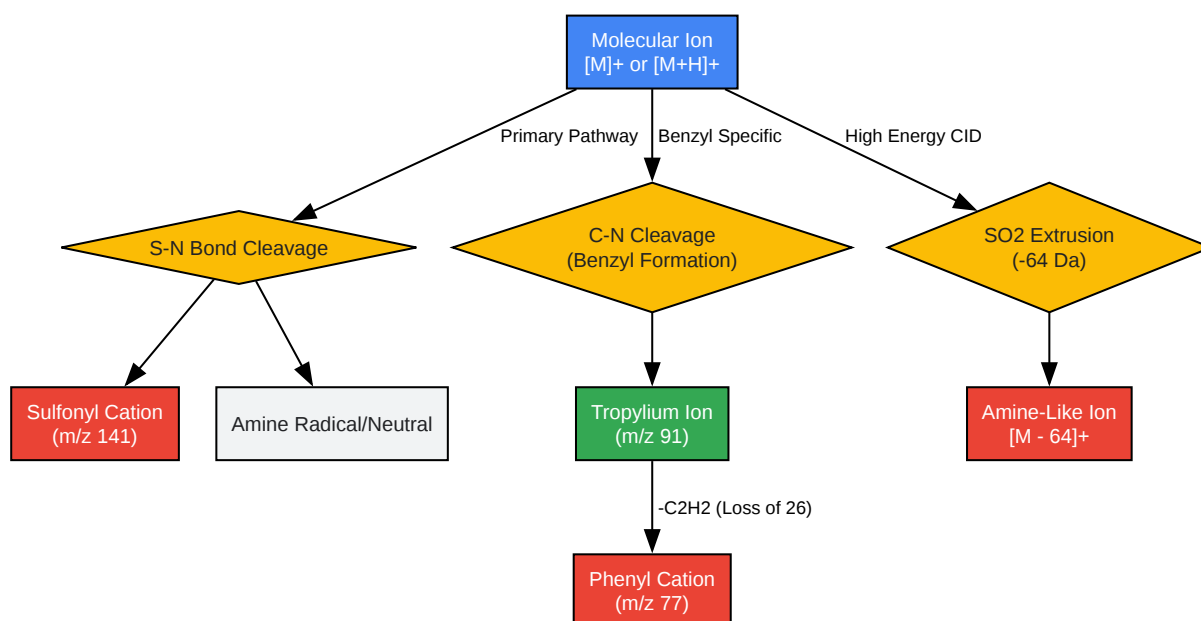 Molecular Ion
[M]+ or [M+H]+
Primary Pathway
Benzyl Specific
High Energy CID
S-N Bond Cleavage
C-N Cleavage
(Benzyl Formation)
SO2 Extrusion
(-64 Da)
Sulfonyl Cation
(m/z 141)
Amine Radical/Neutral
Tropylium Ion
(m/z 91)
Amine-Like Ion
[M - 64]+
-C2H2 (Loss of 26)
Phenyl Cation
(m/z 77)